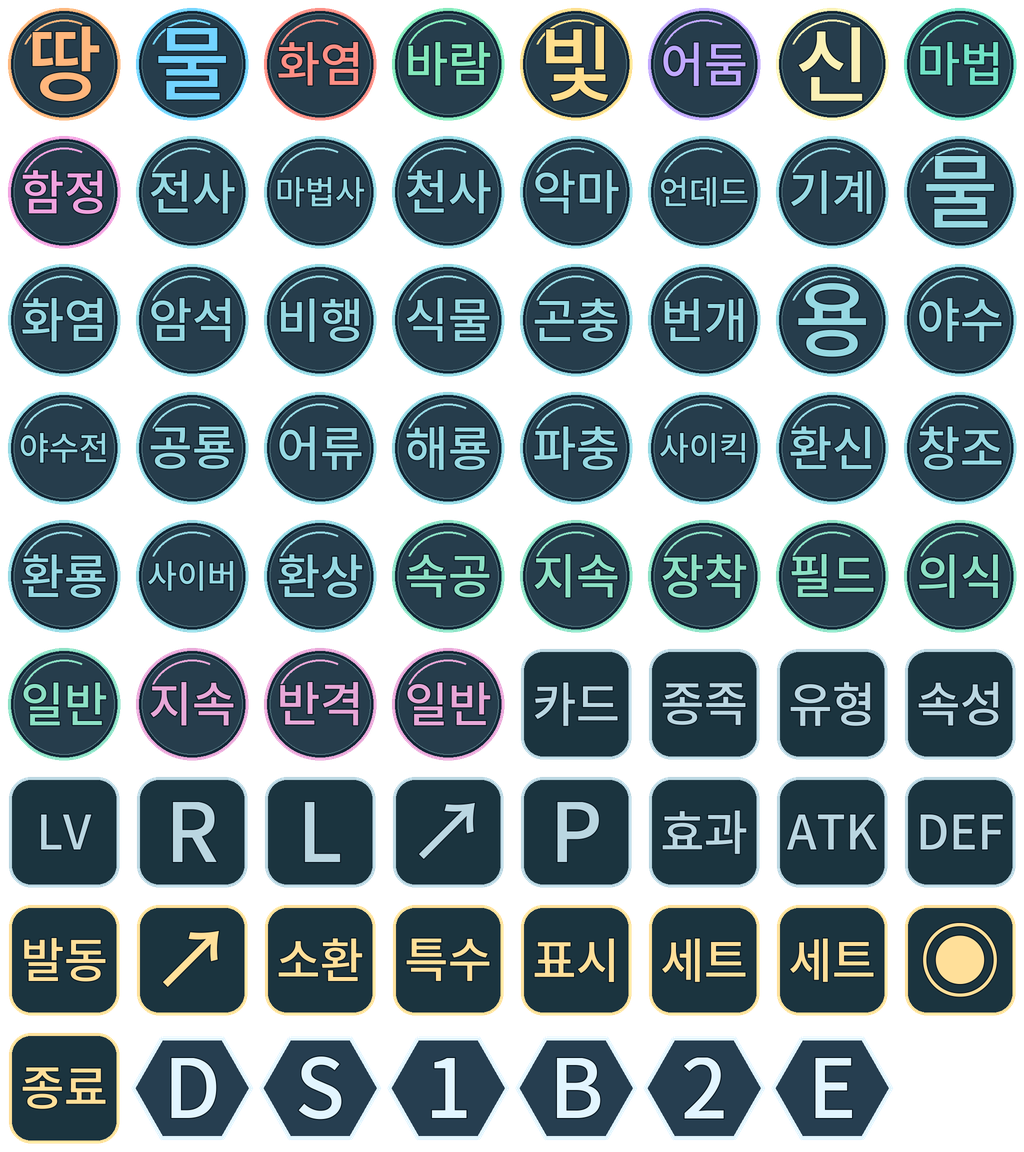 땅 물 화염 바람 빛 어둠 신 마법
함정 전사 마법사 천사 악마 언데드 기계 물
화염 암석 비행 식물 곤충 번개 용 야수
야수전 공룡 어류 해룡 파충 사이킥 환신 창조
환룡 사이버 환상 속공 지속 장착 필드 의식
일반 지속 반격 일반 카드 종족 유형 속성
LV R L ↗ P 효과 ATK DEF
발동 ↗ 소환 특수 표시 세트 세트
종료 D S 1 B 2 E